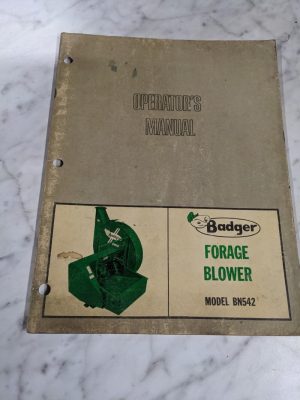 OPERATOR'S
MANUAL
Badger
FORAGE
BLOWER
MODEL BN542